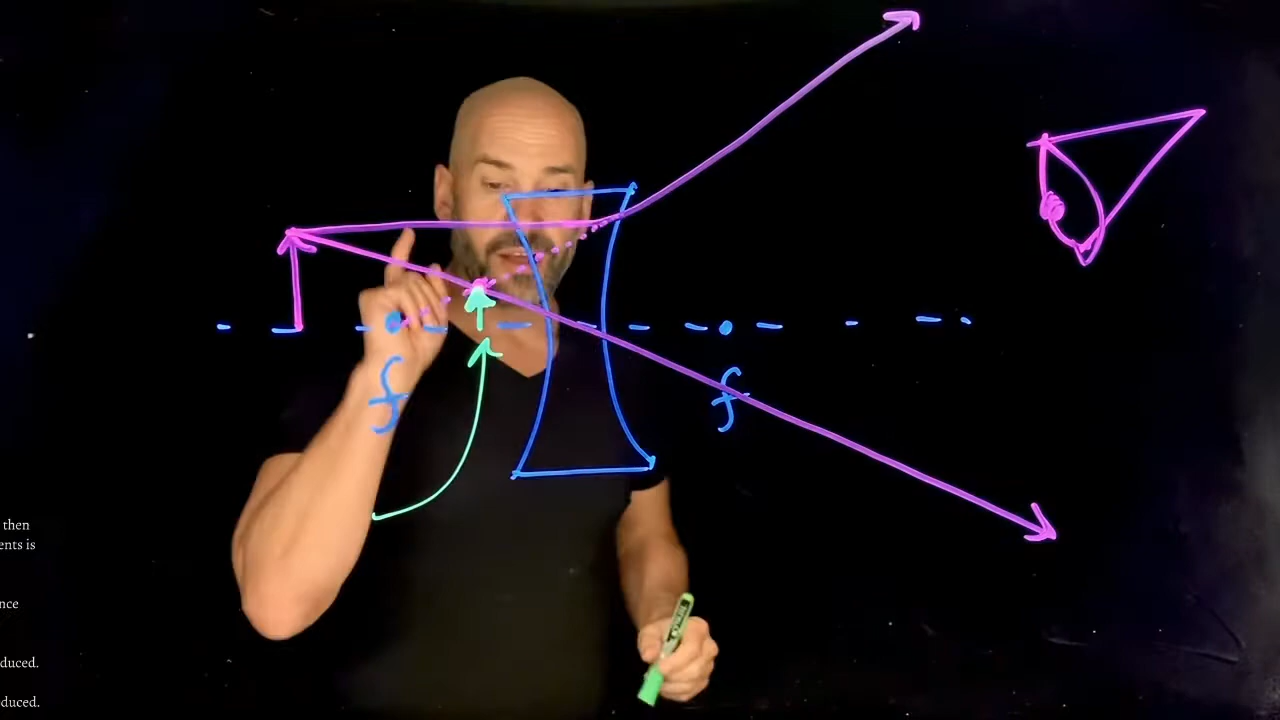 f
f
then
ents is
nce
duced.
duced.